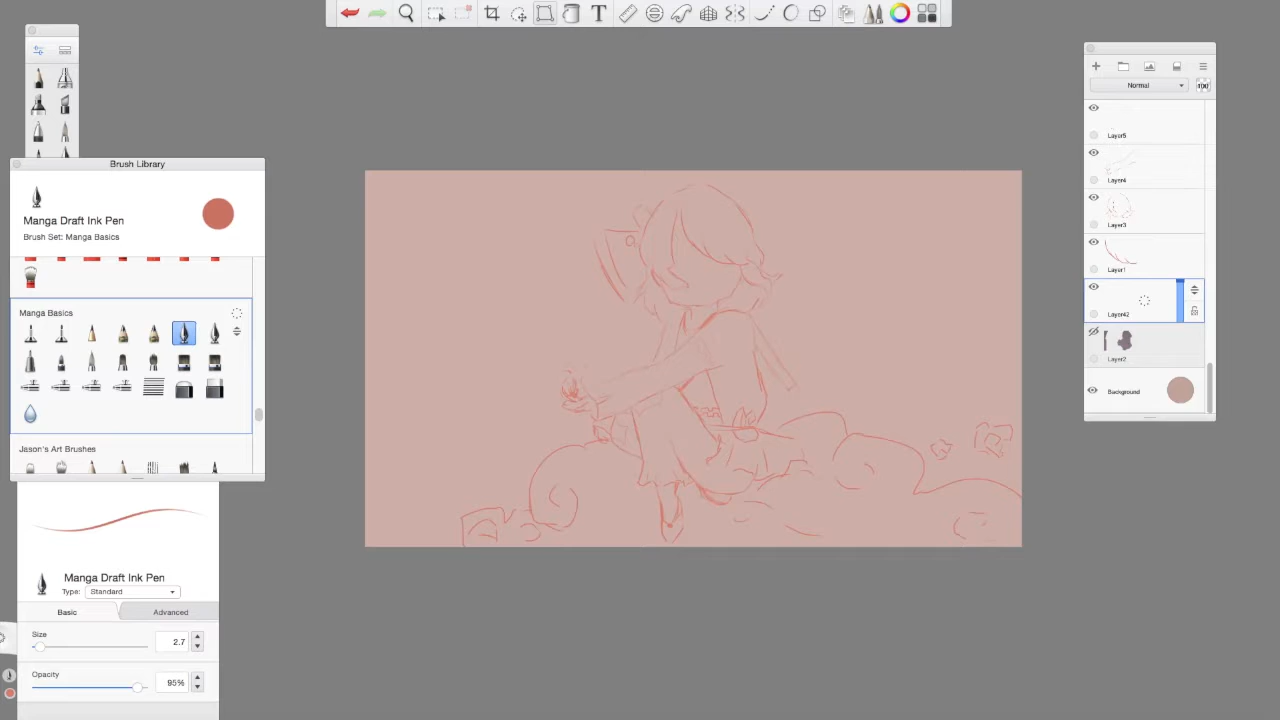 Brush Library
Manga Draft Ink Pen
Brush Set: Manga Basics
Manga Basics
Jason's Art Brushes
Manga Draft Ink Pen
Type: Standard
Basic Advanced
Size
2.7
Opacity
95%
Normal
Layer5
Layer4
Layer3
Layer1
Layer42
Layer2
Background